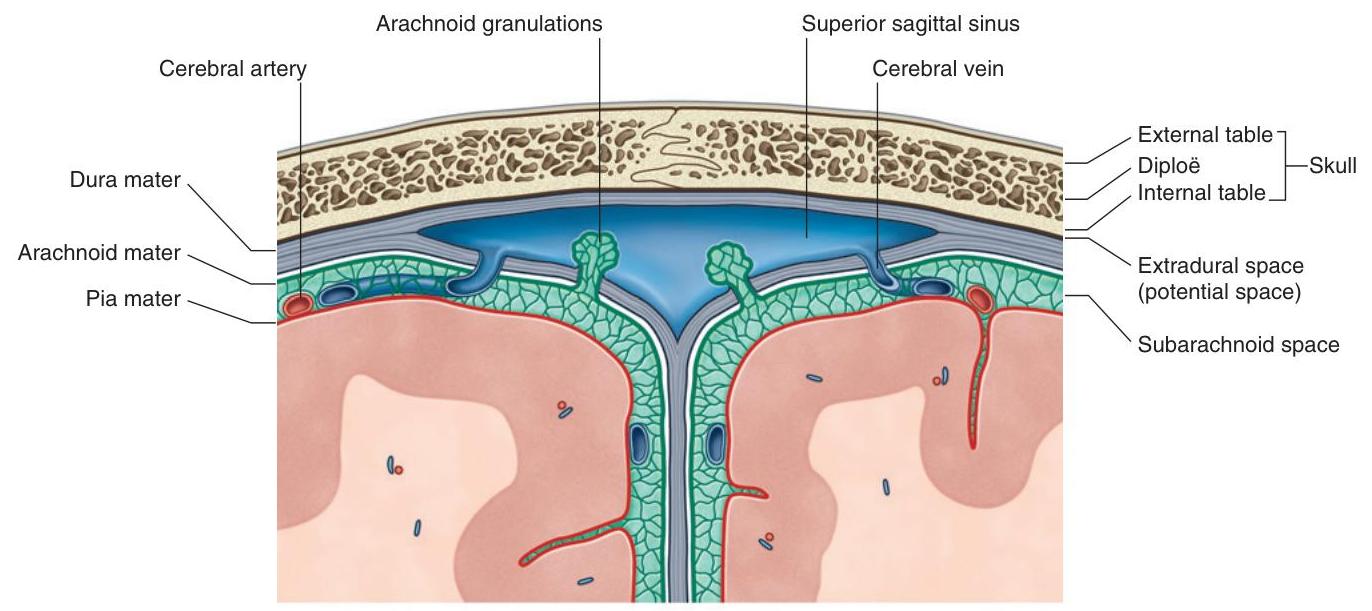 Arachnoid granulations
Superior sagittal sinus
Cerebral artery
Cerebral vein
External table
Diploë
Skull
Internal table
Dura mater
Arachnoid mater
Pia mater
Extradural space
(potential space)
Subarachnoid space